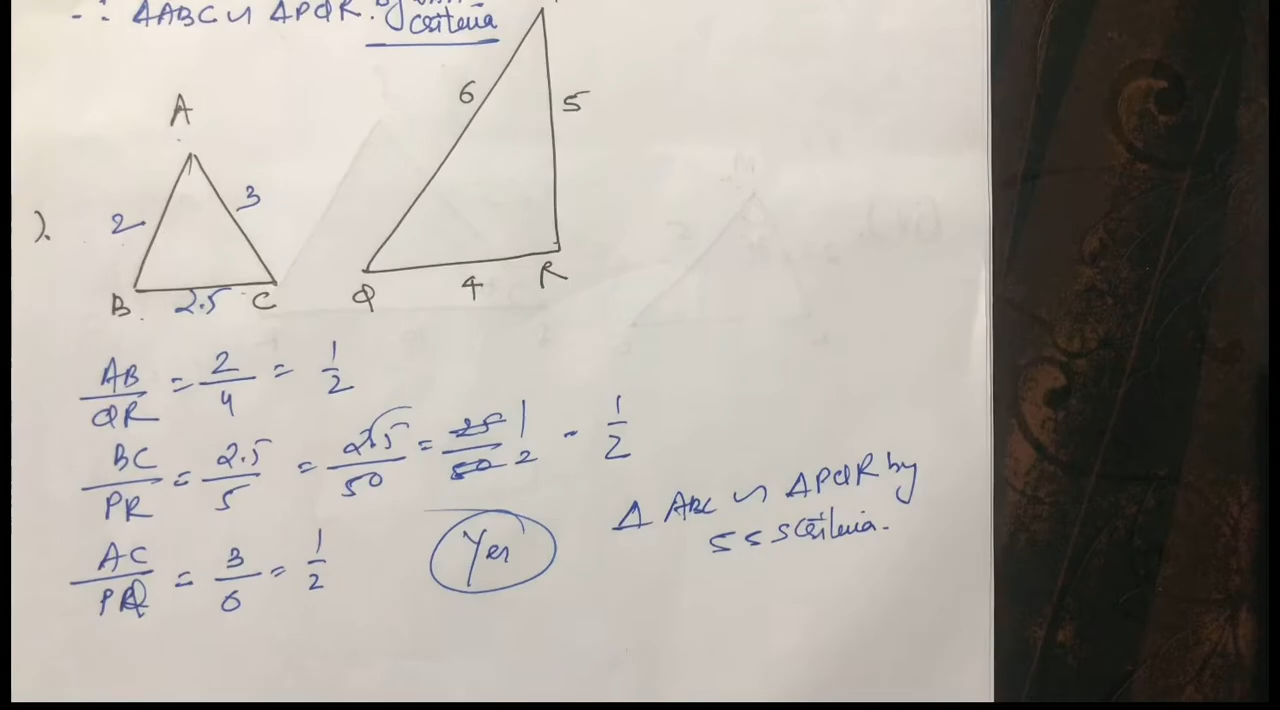 ∴ ΔABC ∽ ΔPQR. By
criteria
6
5
A
2
3
).
B
2.5
C
Q
4
R
AB/QR = 2/4 = 1/2
BC/PR = 2.5/5 = 25/50 = 25/50 1/2 - 1/2
AC/PQ = 3/6 = 1/2
Yes
Δ ABC ∽ ΔPQR by
SSS criteria.